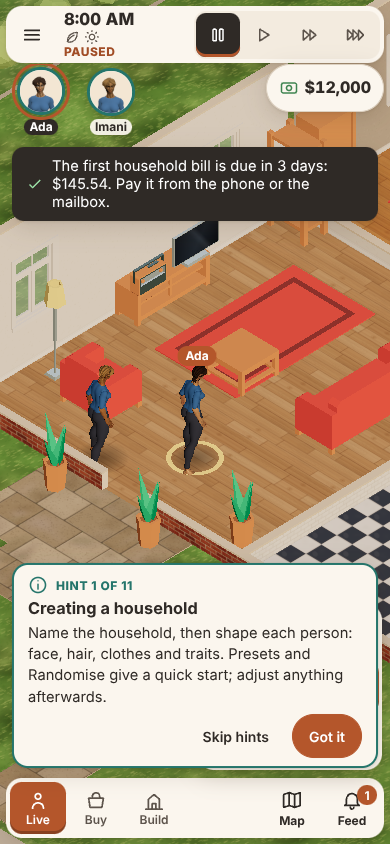 8:00 AM
PAUSED
$12,000
Ada
Imani
The first household bill is due in 3 days:
$145.54. Pay it from the phone or the
mailbox.
Ada
HINT 1 OF 11
Creating a household
Name the household, then shape each person:
face, hair, clothes and traits. Presets and
Randomise give a quick start; adjust anything
afterwards.
Skip hints
Got it
1
Live
Buy
Build
Map
Feed